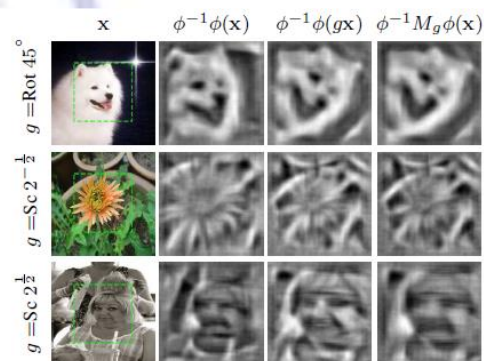 x φ⁻¹φ(x) φ⁻¹φ(gx) φ⁻¹M_gφ(x)
g =Rot 45°
g =Sc 2^{-1/2}
g =Sc 2^{1/2}